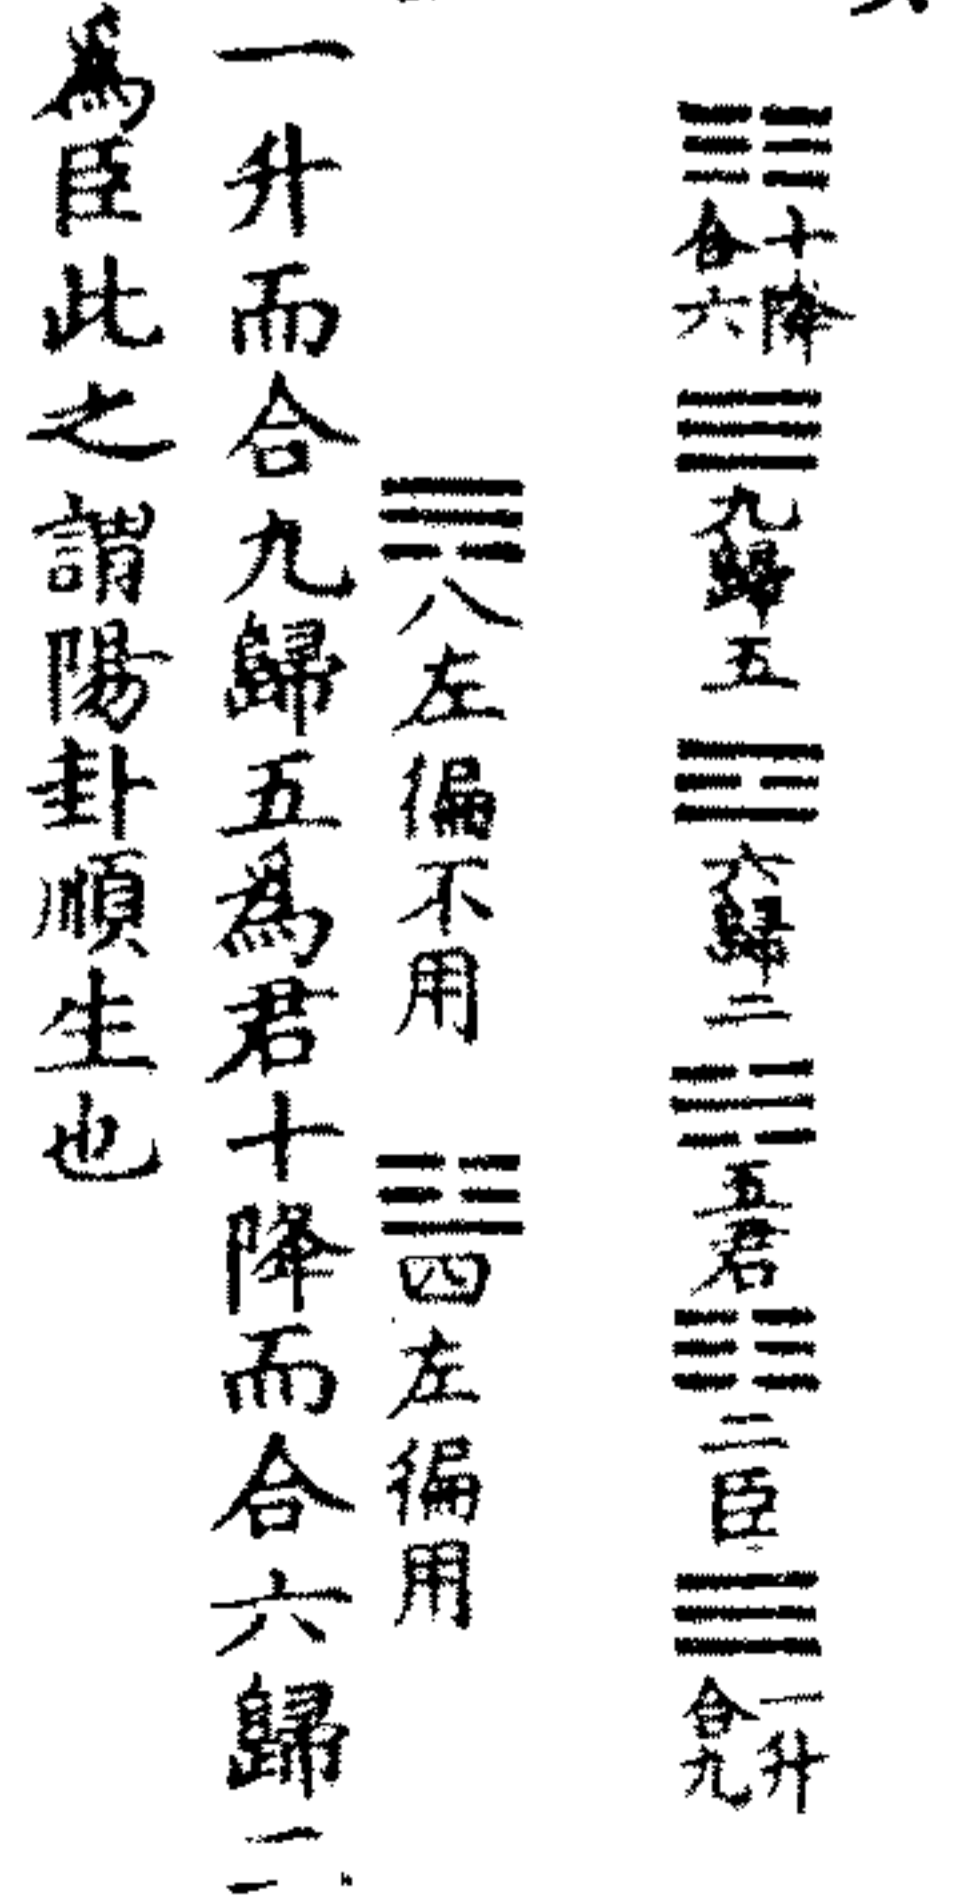 ☷十降合六
☰九歸五
☲六歸二
☵五君
☷二臣
☰一升合九
☴八左偏不用
☳四左偏用
一升而合九歸五爲君十降而合六歸二
爲臣此之謂陽卦順生也